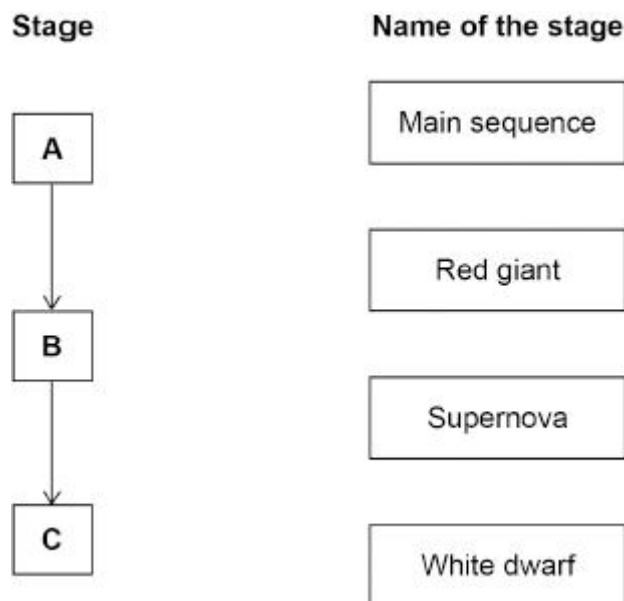 Stage
Name of the stage
A
Main sequence
Red giant
B
Supernova
C
White dwarf